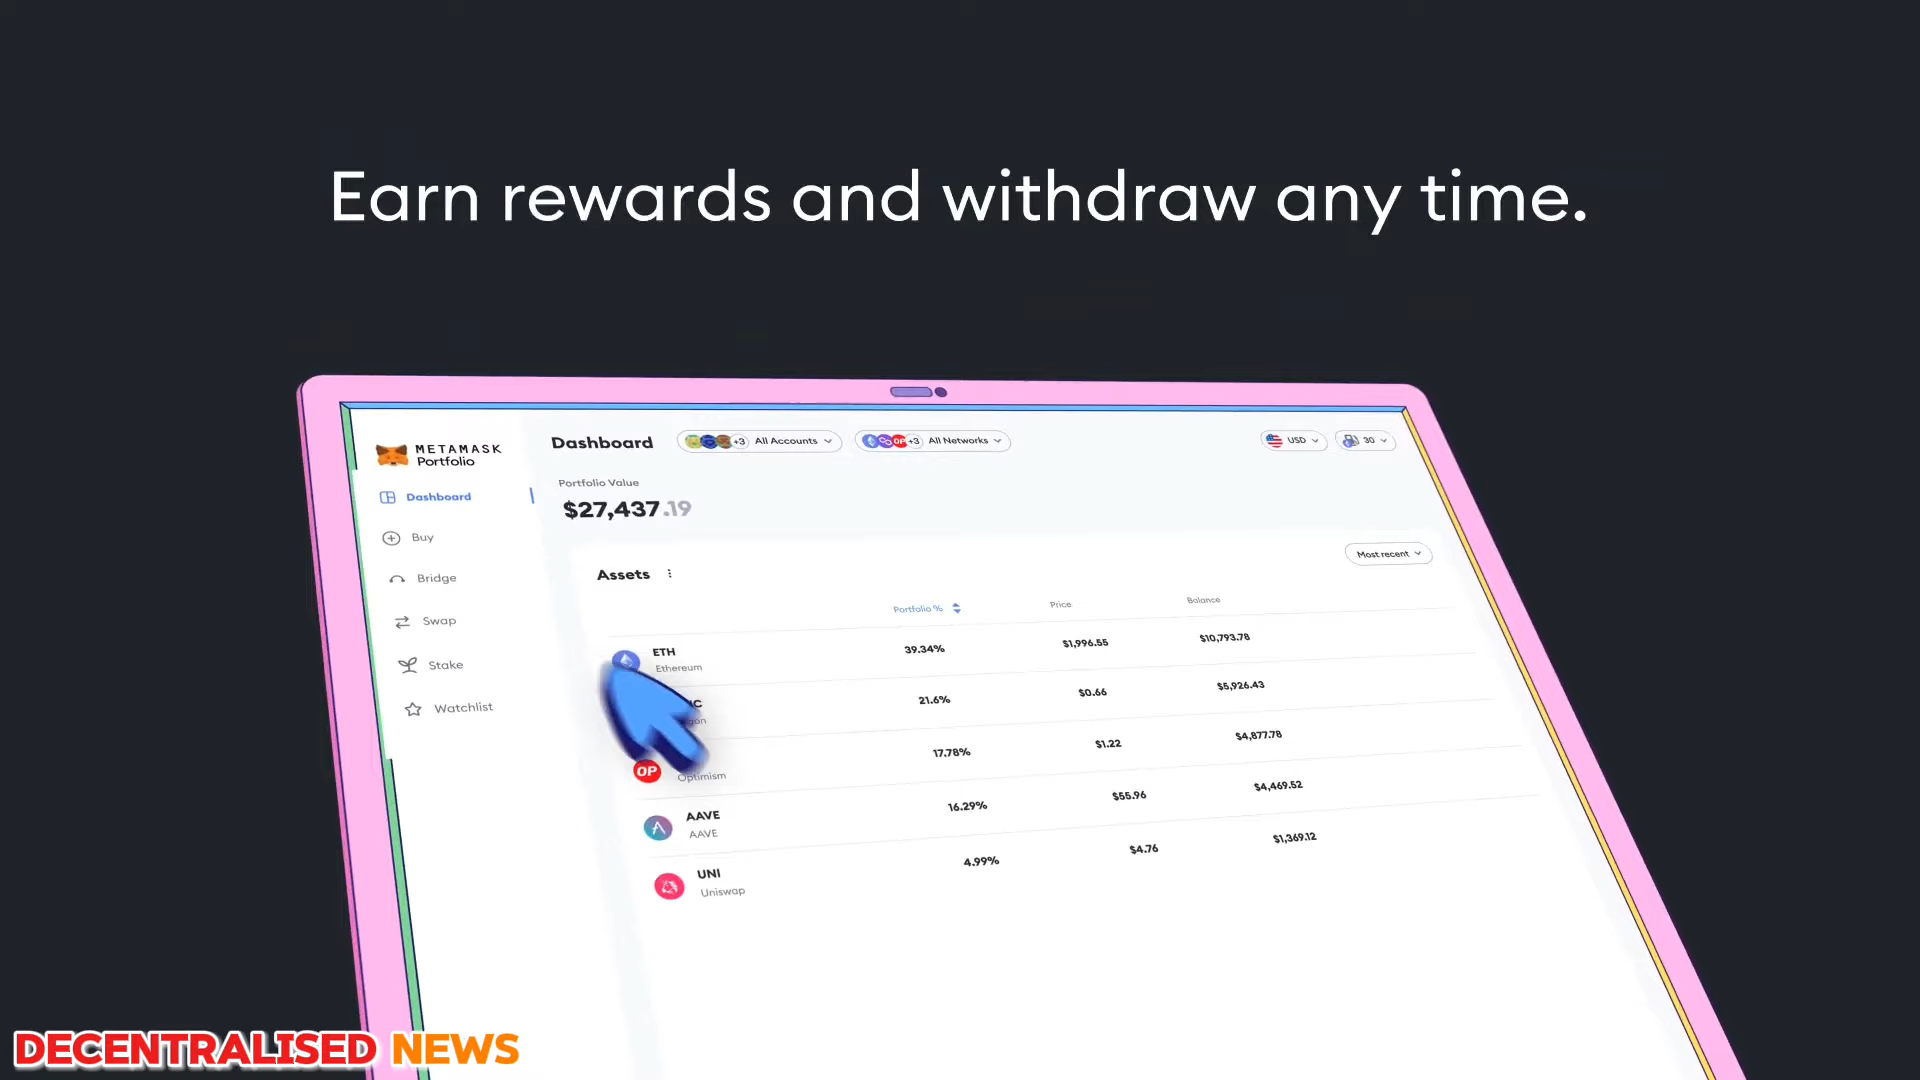 Earn rewards and withdraw any time.
METAMASK
Portfolio
Dashboard
+3 All Accounts
OP +3 All Networks
USD
30
Dashboard
Buy
Bridge
Swap
Stake
Watchlist
Portfolio Value
$27,437.19
Assets
Most recent
Portfolio % Price Balance
ETH
Ethereum
39.34% $1,996.55 $10,793.78
21.6% $0.66 $5,926.43
OP
Optimism
17.78% $1.22 $4,877.78
AAVE
AAVE
16.29% $55.96 $4,469.52
UNI
Uniswap
4.99% $4.76 $1,369.12
DECENTRALISED NEWS